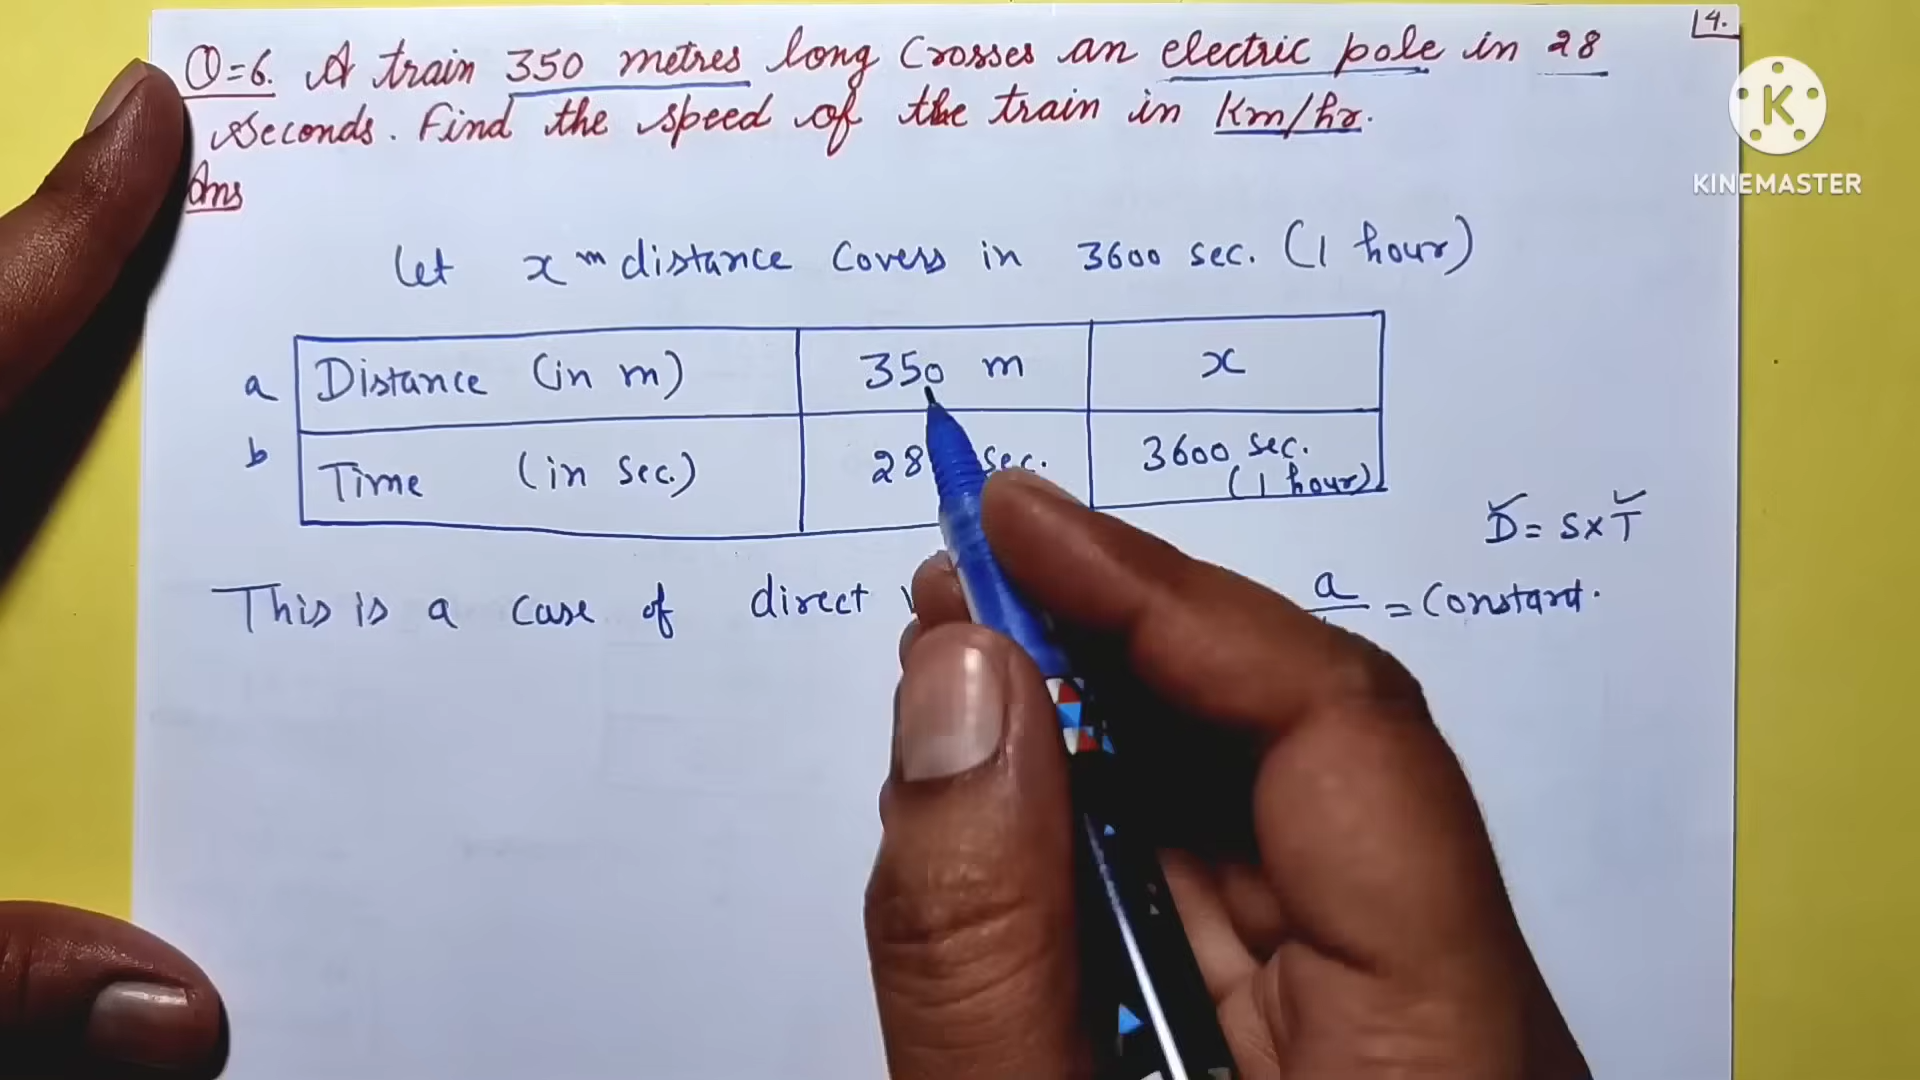 14.
Q=6. A train 350 metres long Crosses an electric pole in 28
seconds. Find the speed of the train in Km/hr.
Ans
KINEMASTER
Let x m distance Covers in 3600 sec. (1 hour)
a Distance (in m) 350 m x
b Time (in sec.) 28 sec. 3600 sec.
(1 hour)
D = S×T
This is a case of direct a/ = Constant.